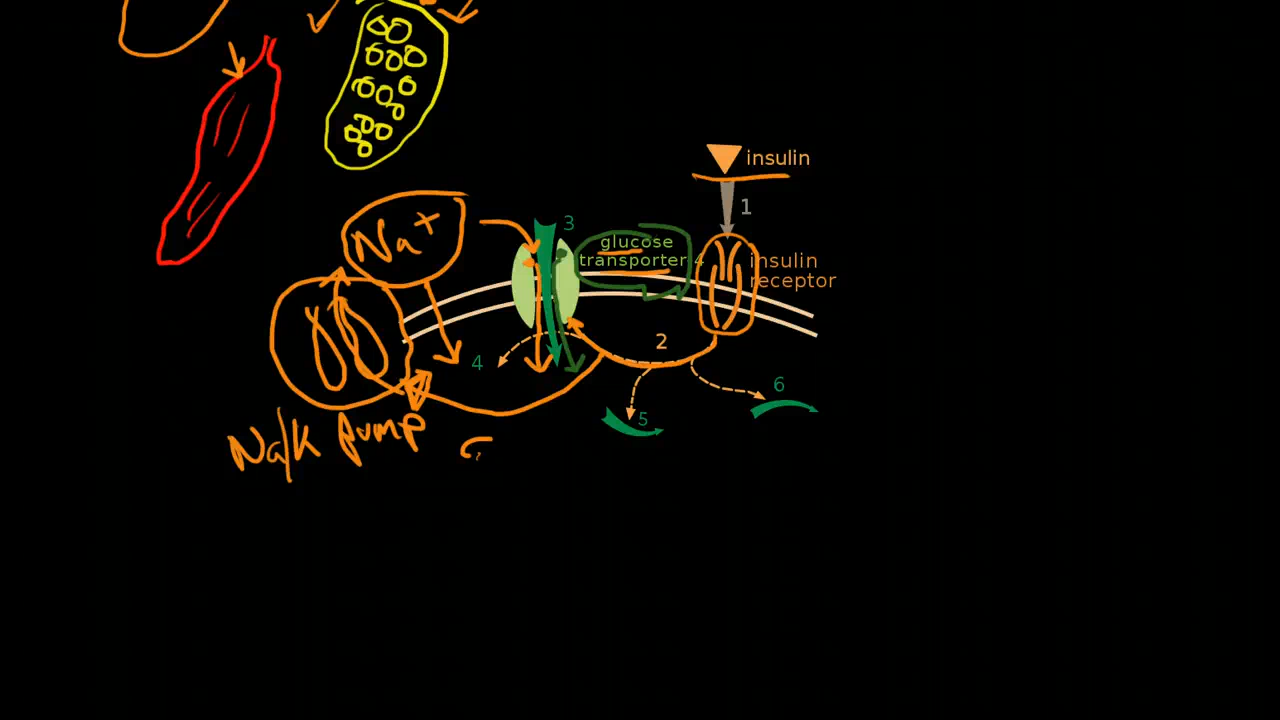 insulin
1
Na+
3
glucose
transporter 4
insulin
receptor
2
4
6
5
Na/K pump